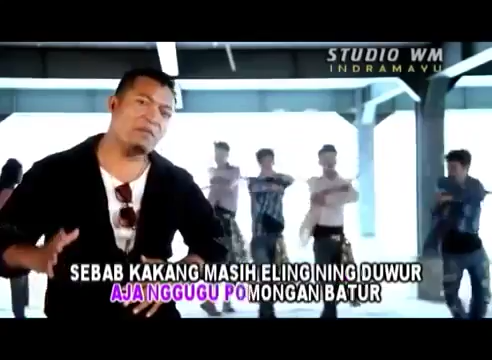 STUDIO WM
INDRAMAYU
SEBAB KAKANG MASIH ELING NING DUWUR
AJA NGGUGU POMONGAN BATUR